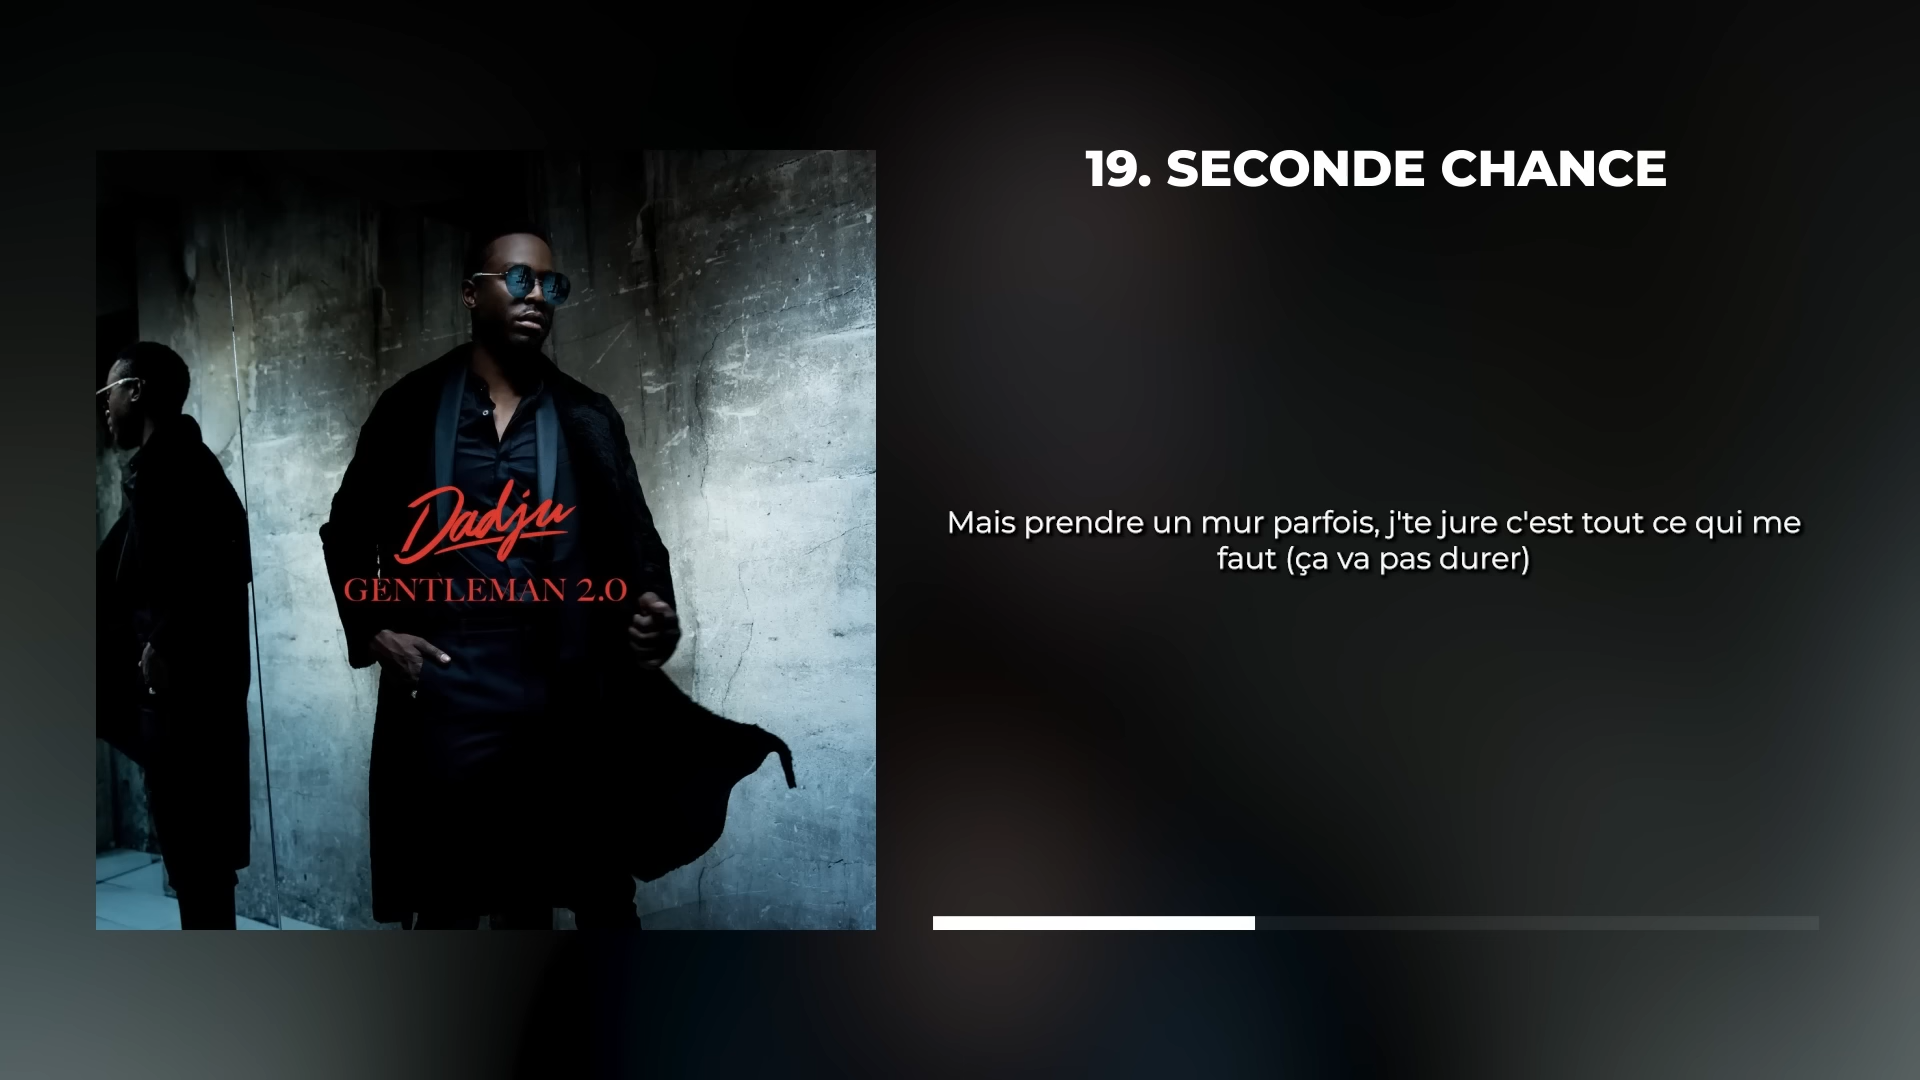 19. SECONDE CHANCE
Dadju
GENTLEMAN 2.0
Mais prendre un mur parfois, j'te jure c'est tout ce qui me
faut (ça va pas durer)